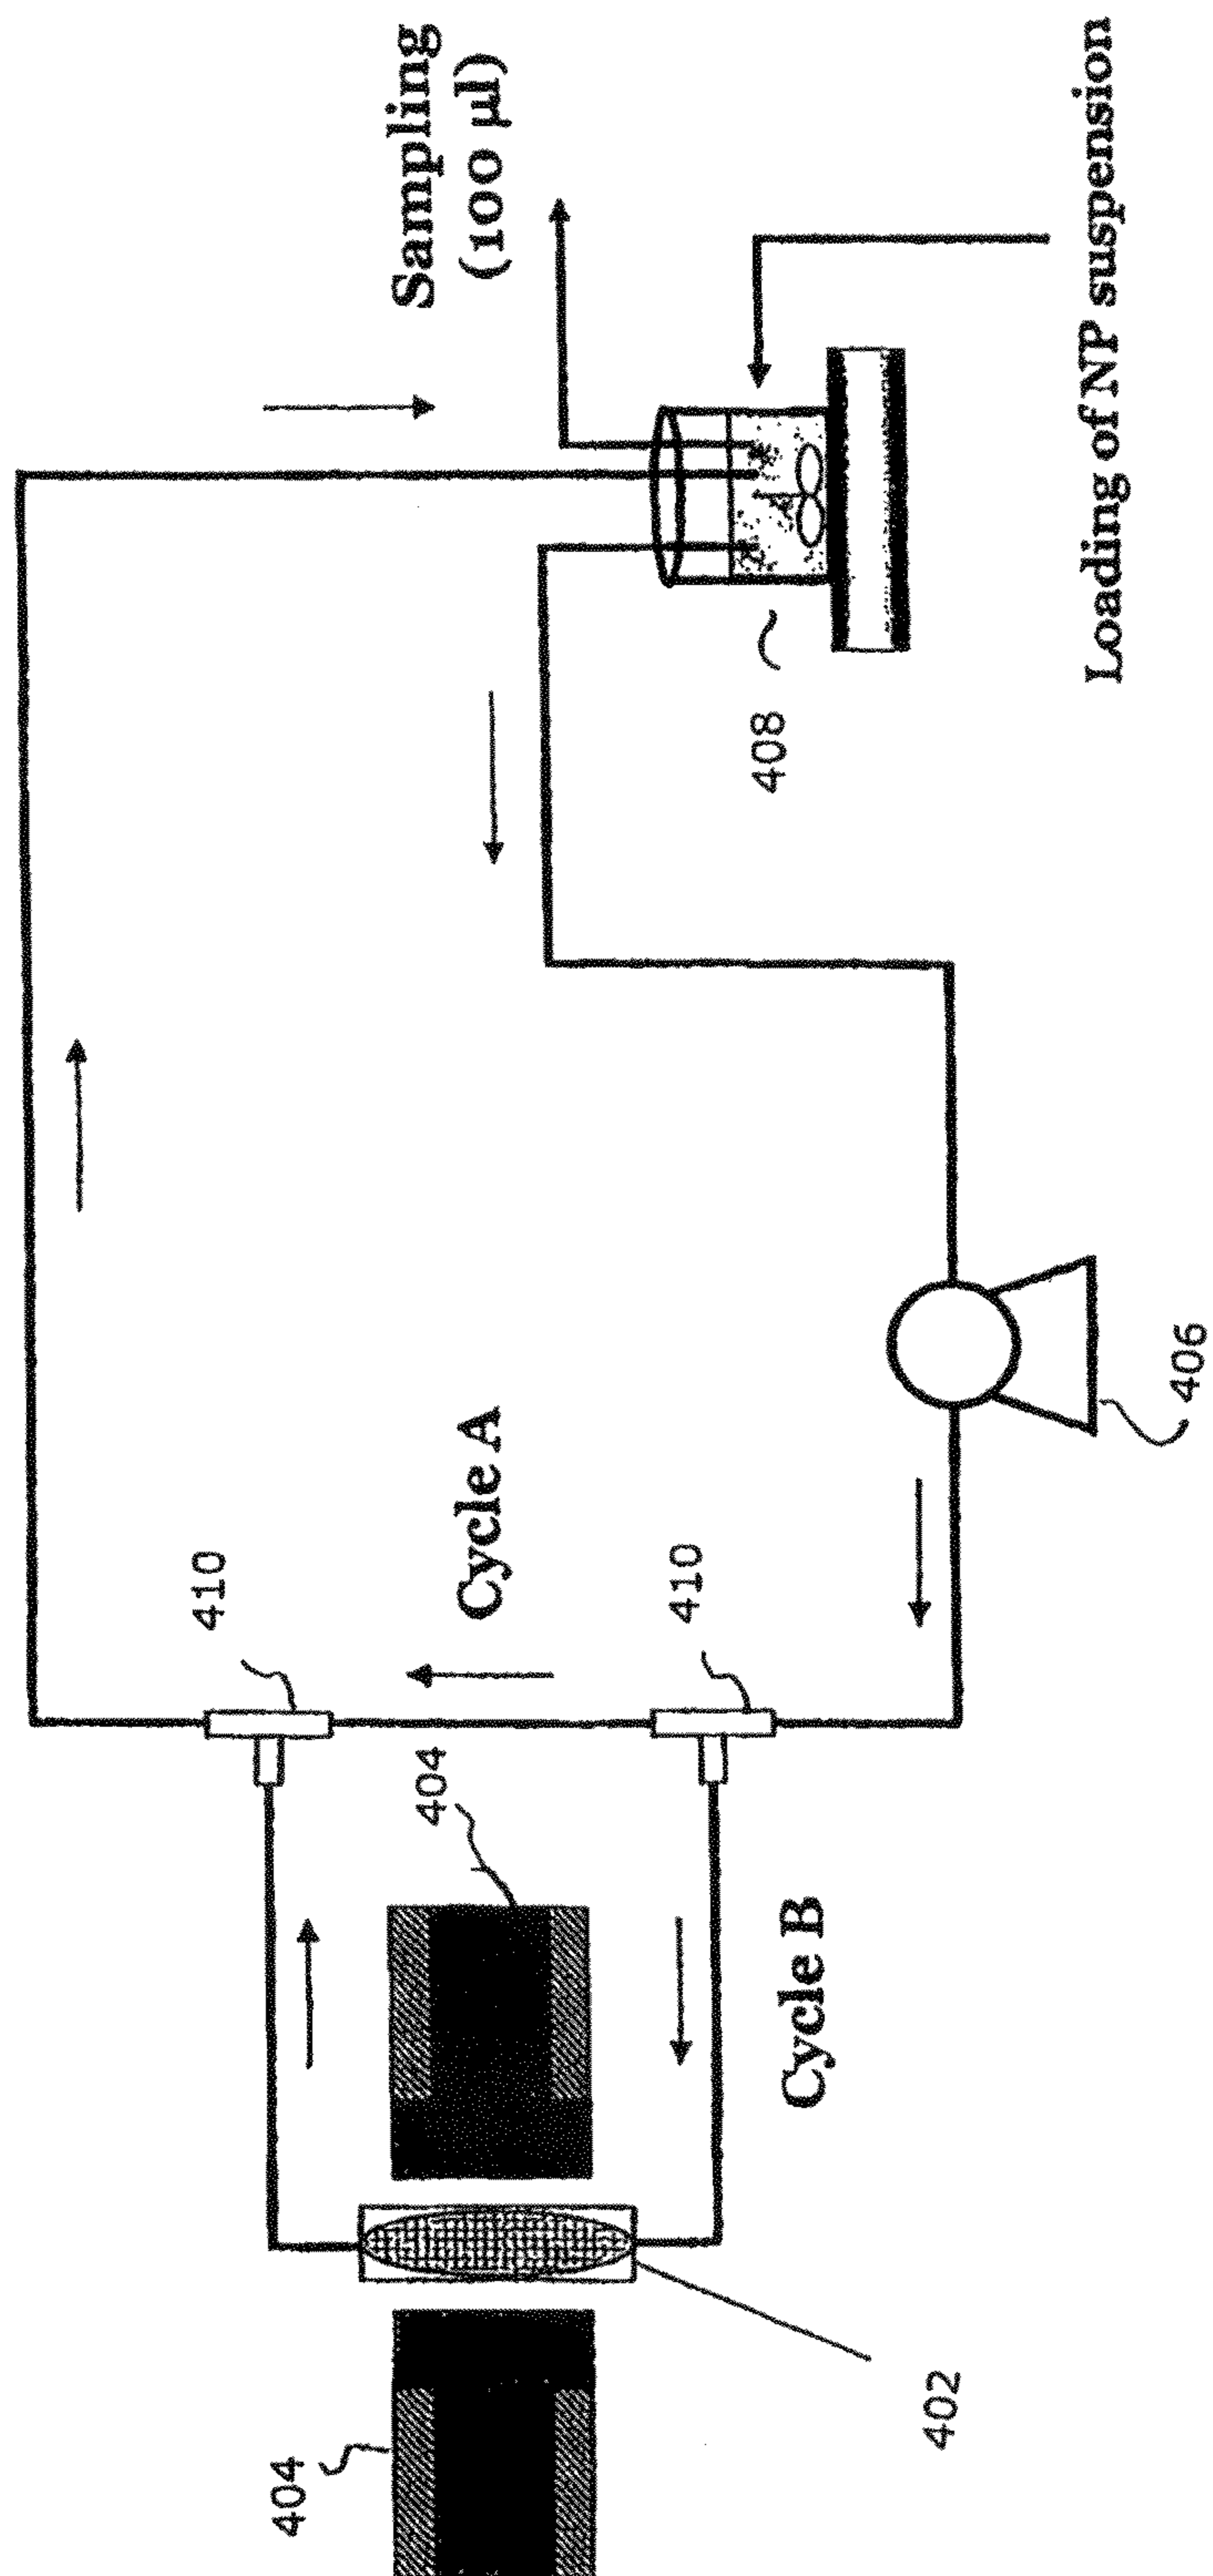 Sampling
(100 µl)
Loading of NP suspension
408
406
Cycle A
410
410
404
Cycle B
402
404